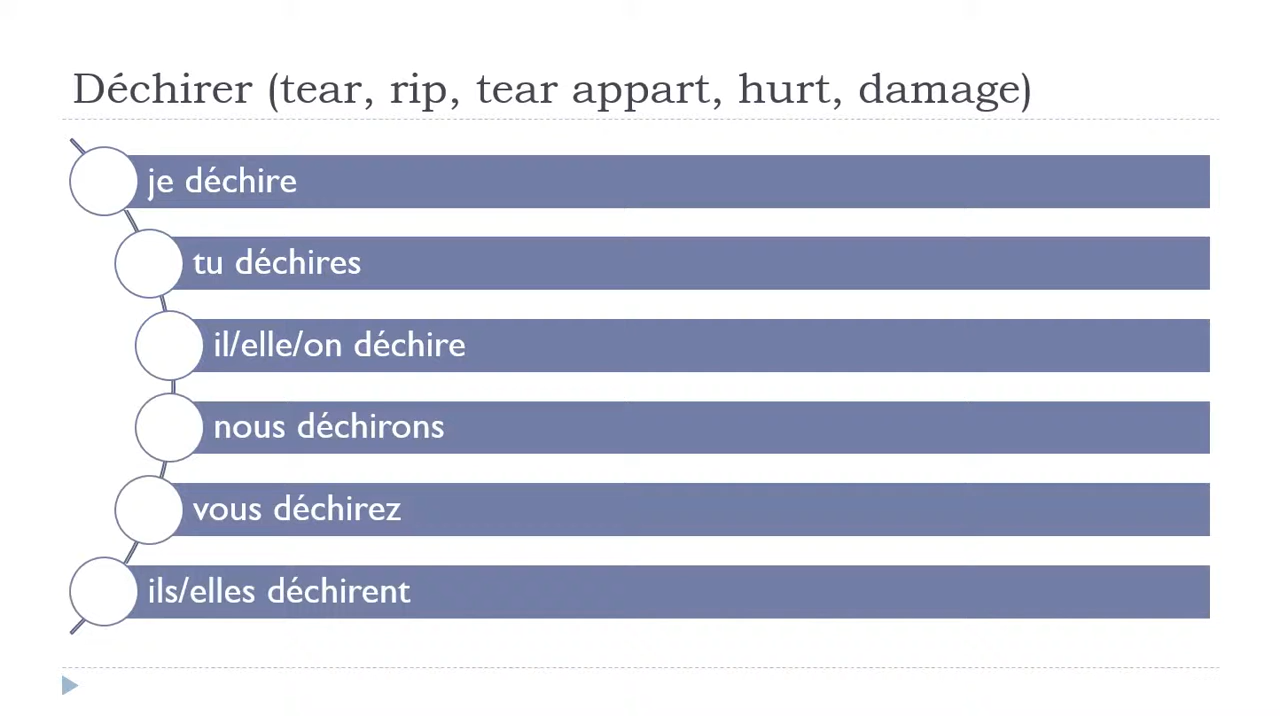 Déchirer (tear, rip, tear appart, hurt, damage)
je déchire
tu déchires
il/elle/on déchire
nous déchirons
vous déchirez
ils/elles déchirent